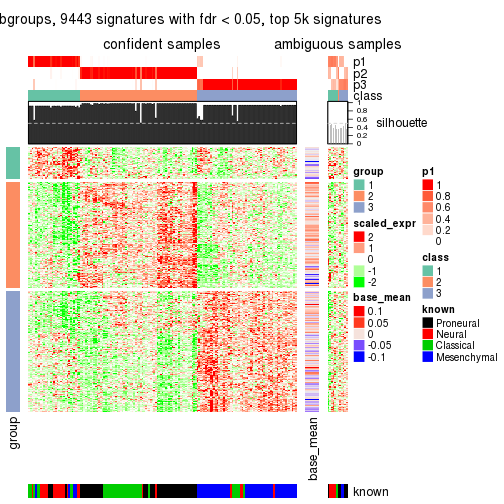 bgroups, 9443 signatures with fdr < 0.05, top 5k signatures
confident samples
ambiguous samples
p1
p2
p3
class
1
0.8
0.6
0.4
0.2
0
silhouette
group
1
2
3
scaled_expr
2
1
0
-1
-2
base_mean
0.1
0.05
0
-0.05
-0.1
p1
1
0.8
0.6
0.4
0.2
0
class
1
2
3
known
Proneural
Neural
Classical
Mesenchymal
group
base_mean
known